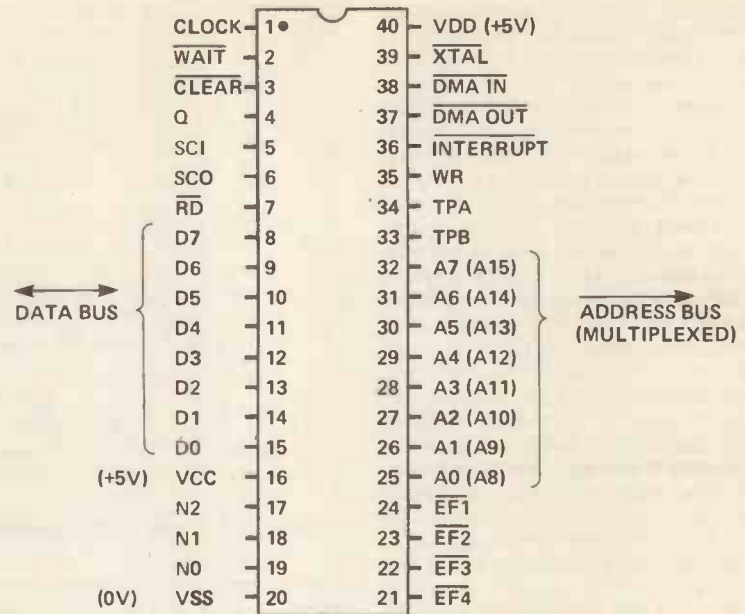 CLOCK 1 40 VDD (+5V)
WAIT 2 39 XTAL
CLEAR 3 38 DMA IN
Q 4 37 DMA OUT
SCI 5 36 INTERRUPT
SCO 6 35 WR
RD 7 34 TPA
D7 8 33 TPB
D6 9 32 A7 (A15)
D5 10 31 A6 (A14)
DATA BUS
D4 11 30 A5 (A13)
ADDRESS BUS
(MULTIPLEXED)
D3 12 29 A4 (A12)
D2 13 28 A3 (A11)
D1 14 27 A2 (A10)
D0 15 26 A1 (A9)
(+5V) VCC 16 25 A0 (A8)
N2 17 24 EF1
N1 18 23 EF2
N0 19 22 EF3
(0V) VSS 20 21 EF4